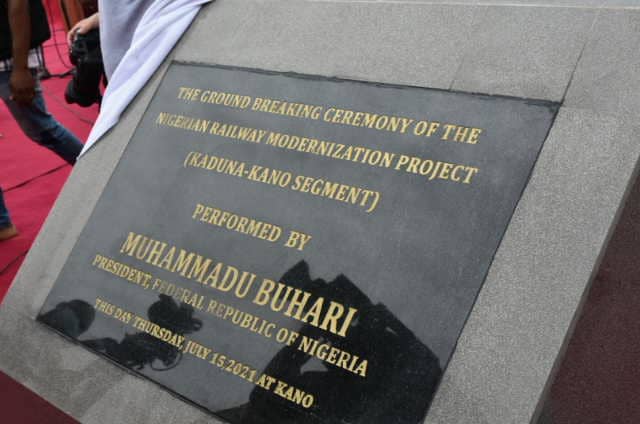 THE GROUND BREAKING CEREMONY OF THE
NIGERIAN RAILWAY MODERNIZATION PROJECT
(KADUNA-KANO SEGMENT)
PERFORMED BY
MUHAMMADU BUHARI
PRESIDENT, FEDERAL REPUBLIC OF NIGERIA
THIS DAY THURSDAY, JULY 15,2021 AT KANO